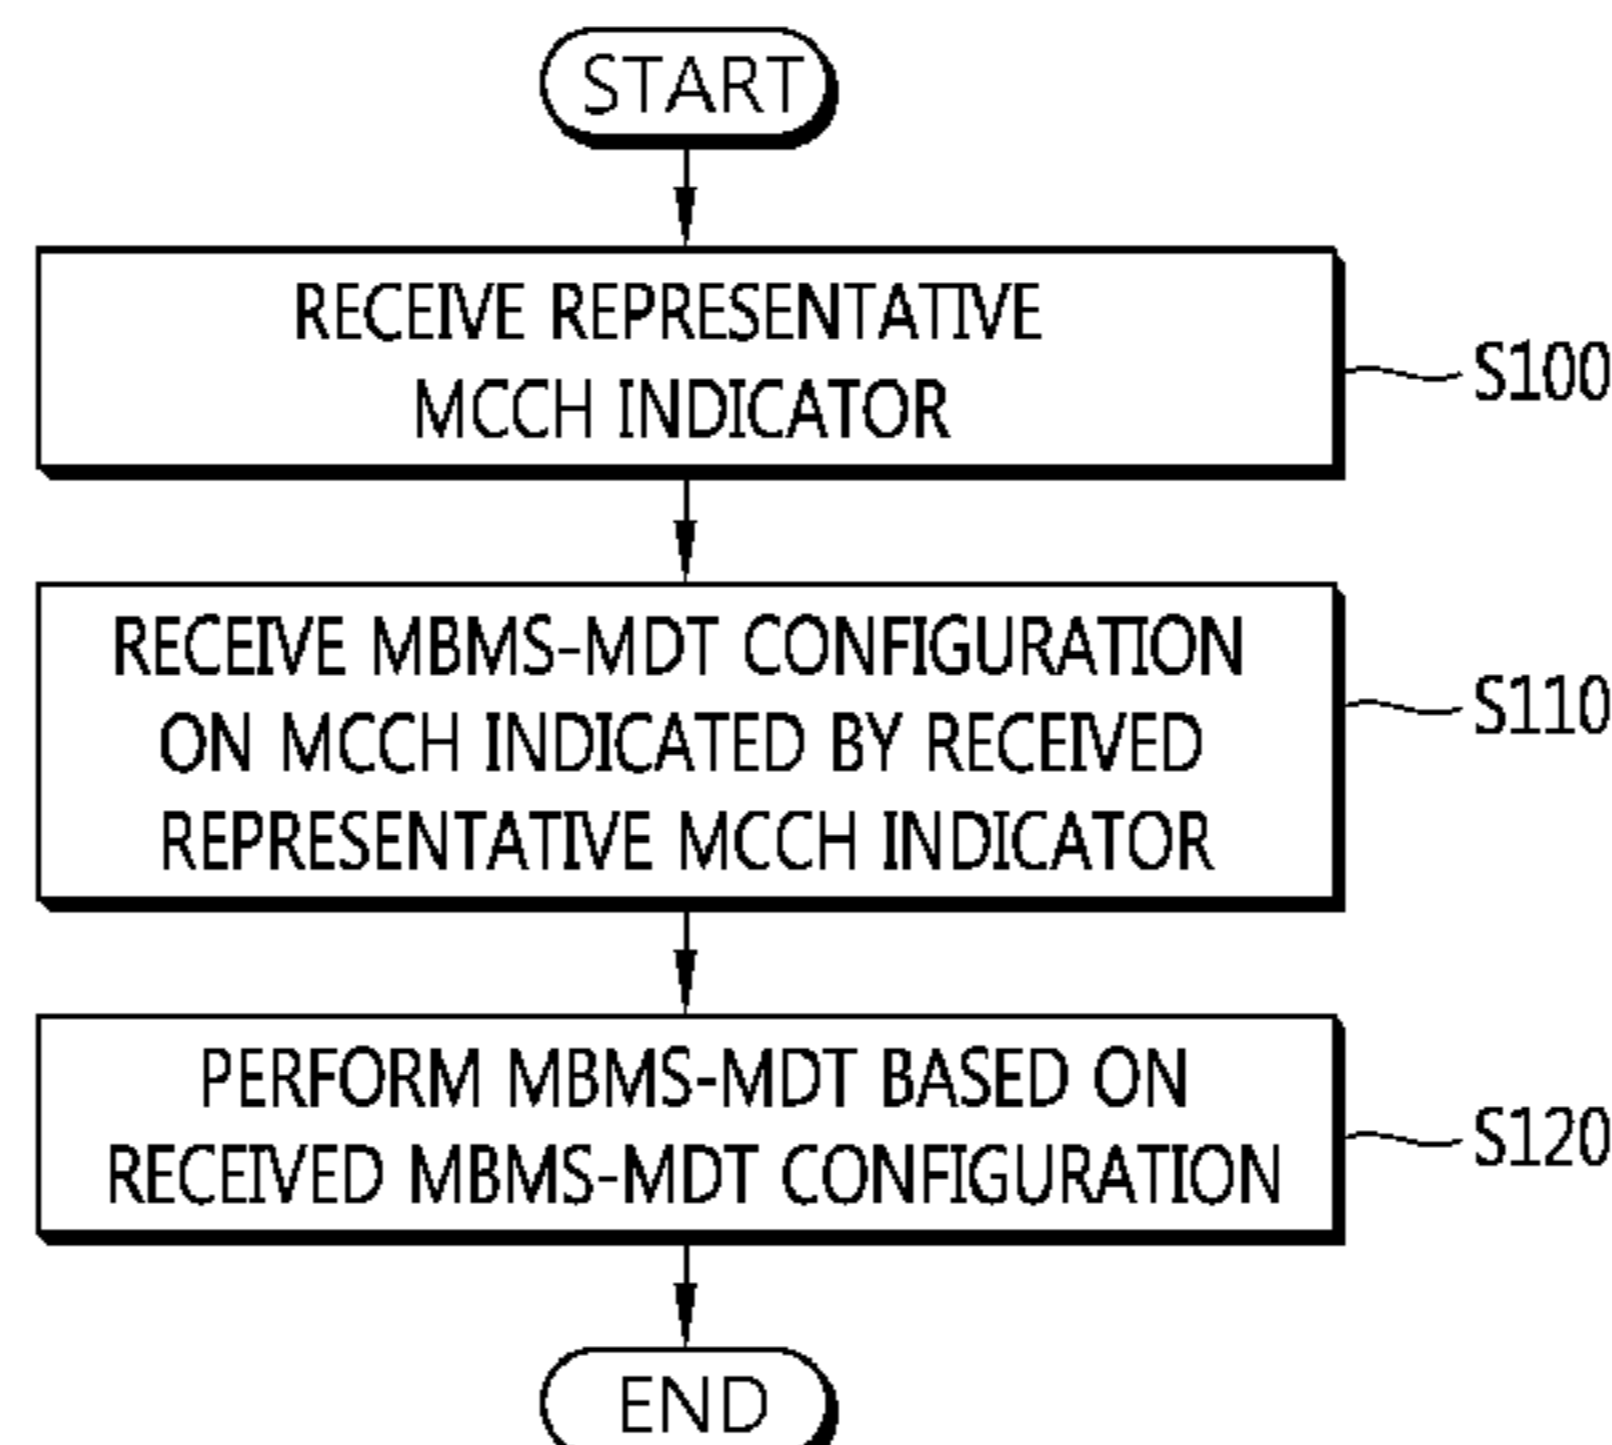 START
RECEIVE REPRESENTATIVE
MCCH INDICATOR
S100
RECEIVE MBMS-MDT CONFIGURATION
ON MCCH INDICATED BY RECEIVED
REPRESENTATIVE MCCH INDICATOR
S110
PERFORM MBMS-MDT BASED ON
RECEIVED MBMS-MDT CONFIGURATION
S120
END